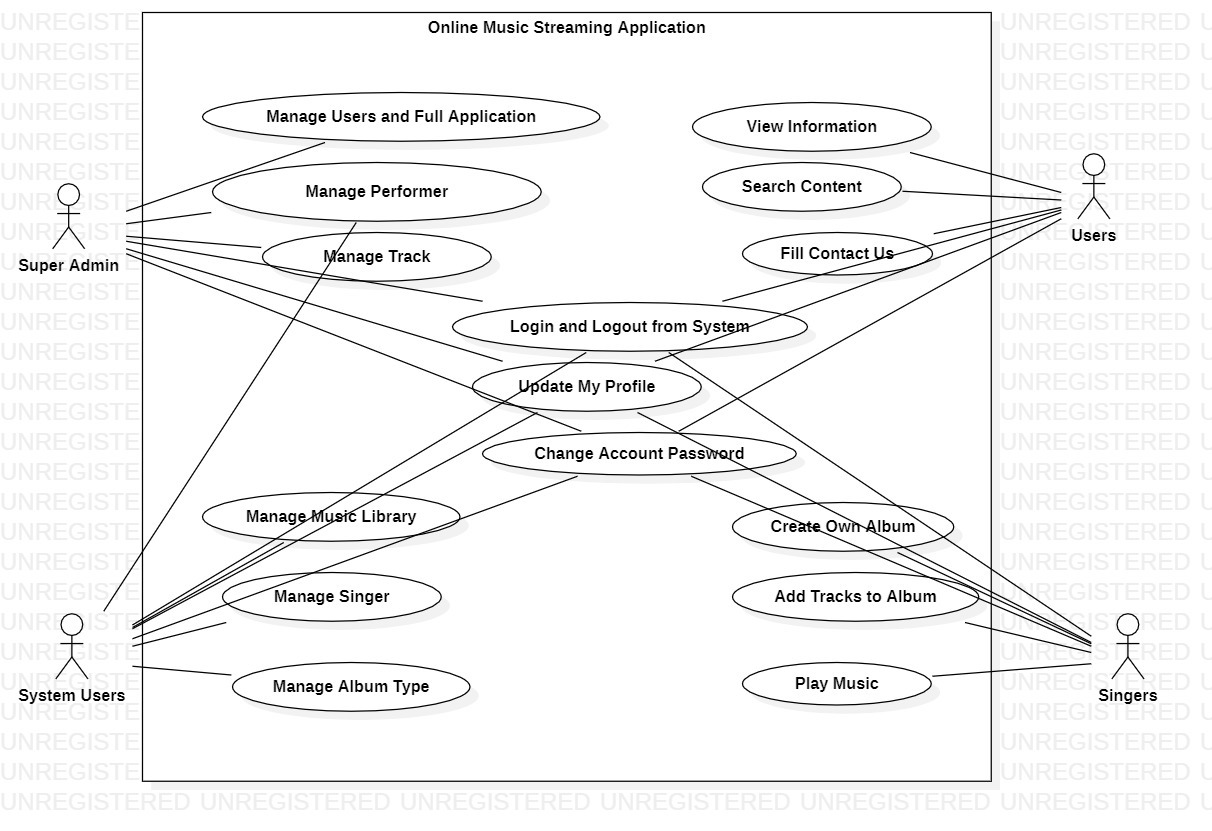 Online Music Streaming Application
Manage Users and Full Application
View Information
Manage Performer
Search Content
Users
Super Admin
Manage Track
Fill Contact Us
Login and Logout from System
Update My Profile
Change Account Password
Manage Music Library
Create Own Album
Manage Singer
Add Tracks to Album
System Users
Manage Album Type
Play Music
Singers
UNREGISTERED UNREGISTERED UNREGISTERED UNREGISTERED UNREGISTERED UNREGISTERED